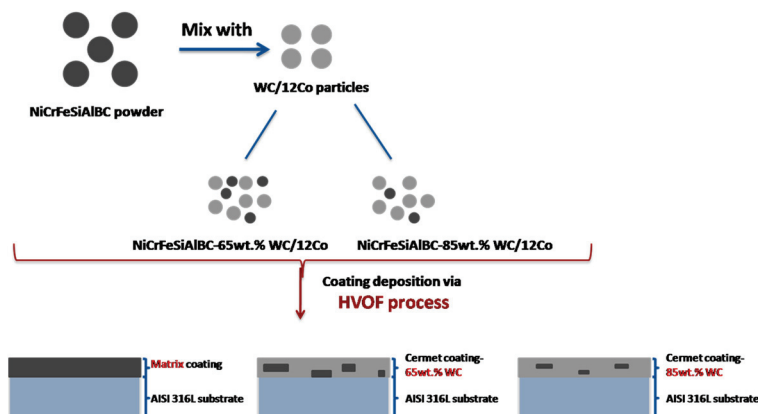 Mix with
NiCrFeSiAlBC powder
WC/12Co particles
NiCrFeSiAlBC-65wt.% WC/12Co
NiCrFeSiAlBC-85wt.% WC/12Co
Coating deposition via
HVOF process
Matrix coating
AISI 316L substrate
Cermet coating-
65wt.% WC
AISI 316L substrate
Cermet coating-
85wt.% WC
AISI 316L substrate